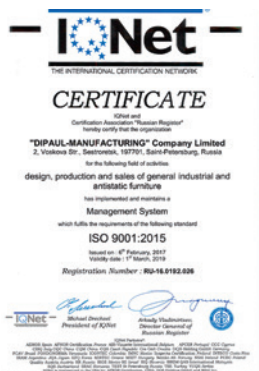 IQNet
THE INTERNATIONAL CERTIFICATION NETWORK
CERTIFICATE
IQNet and
Certification Association "Russian Register"
hereby certify that the organization
"DIPAUL-MANUFACTURING" Company Limited
2, Voskova Str., Sestroretsk, 197701, Saint-Petersburg, Russia
for the following field of activities
design, production and sales of general industrial and
antistatic furniture
has implemented and maintains a
Management System
which fulfils the requirements of the following standard
ISO 9001:2015
Issued on: 6th February, 2017
Validity date: 1st March, 2019
Registration Number: RU-16.0182.026
IQNet
Michael Drechsel
President of IQNet
Arkady Vladimirtsev
Director General of
Russian Register
IQNet Partners*